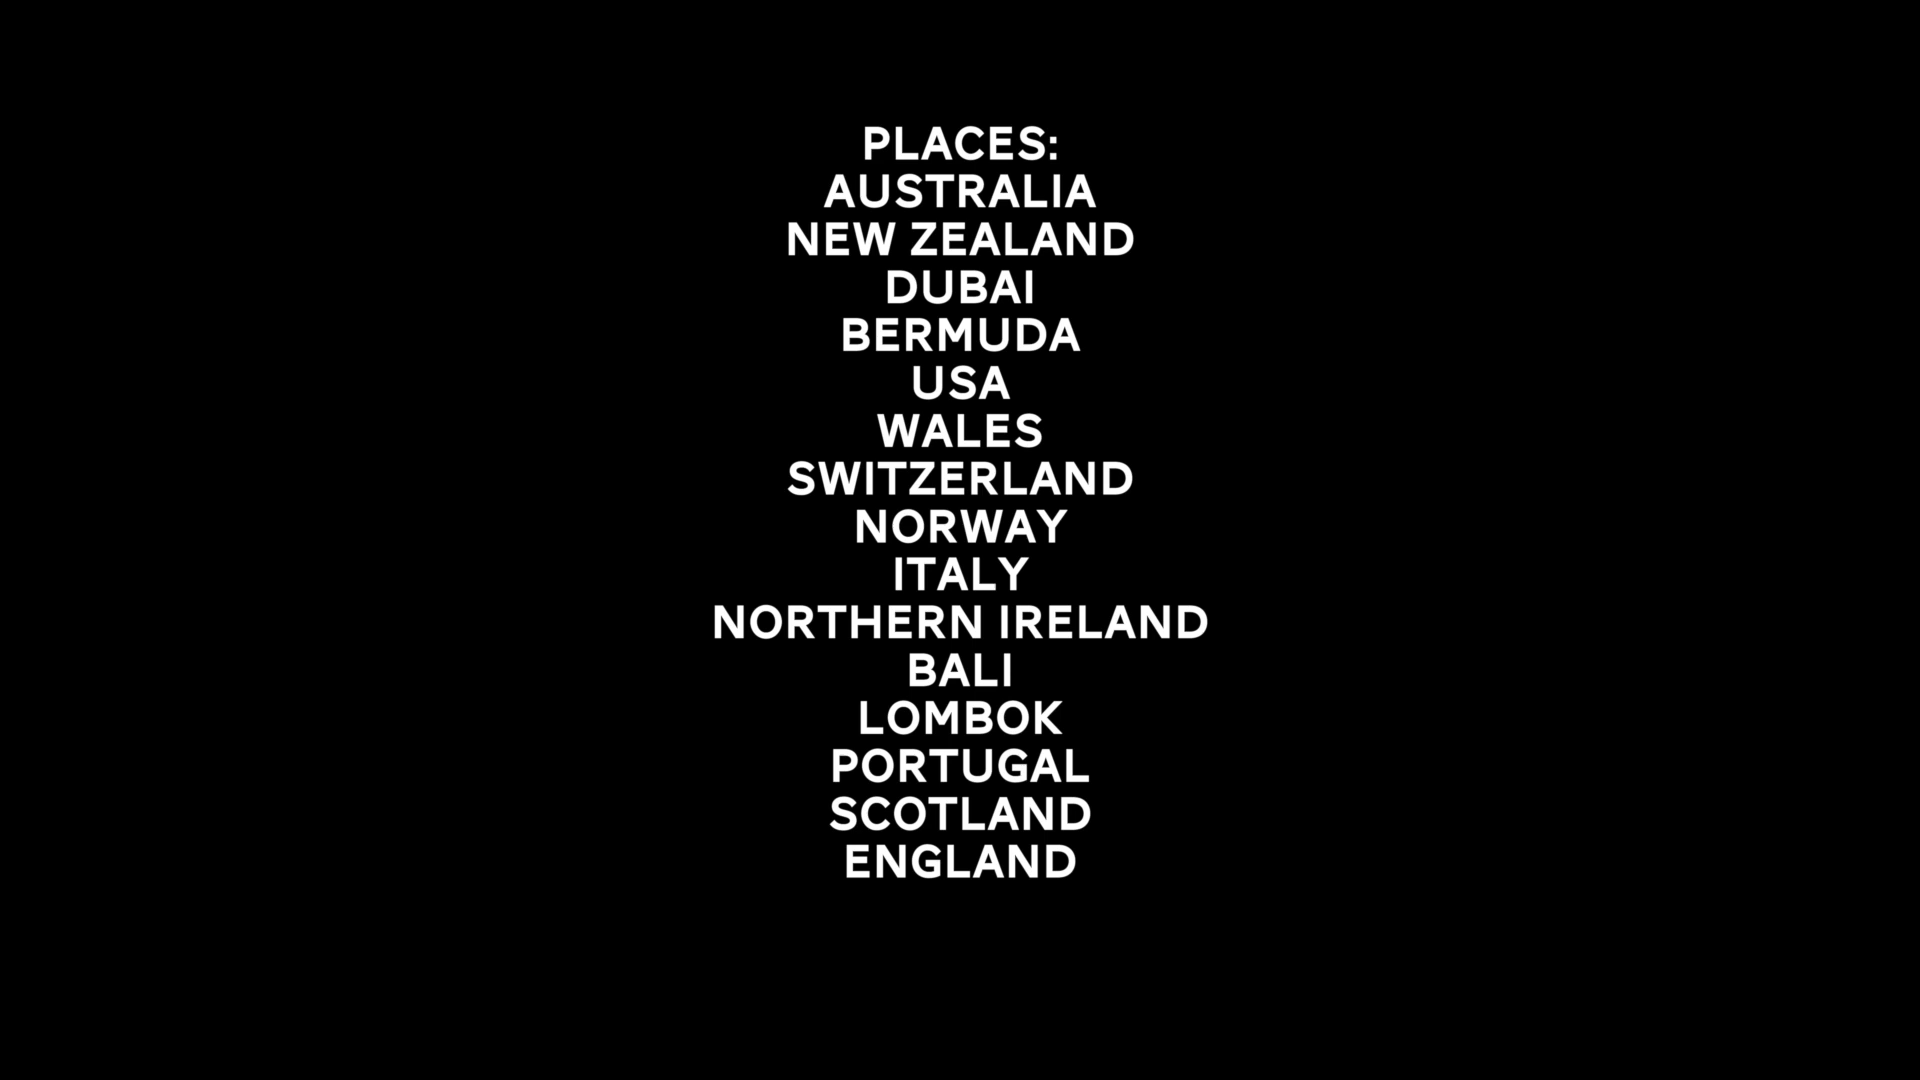 PLACES:
AUSTRALIA
NEW ZEALAND
DUBAI
BERMUDA
USA
WALES
SWITZERLAND
NORWAY
ITALY
NORTHERN IRELAND
BALI
LOMBOK
PORTUGAL
SCOTLAND
ENGLAND